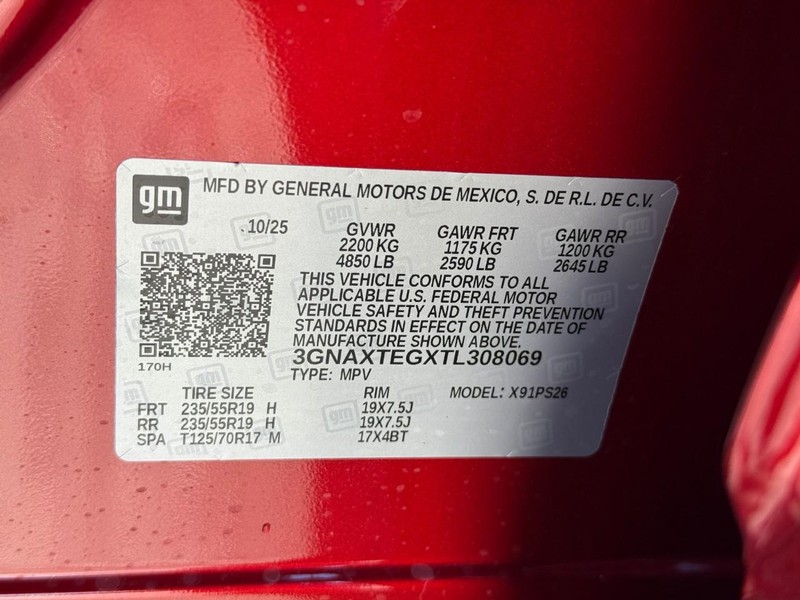 gm MFD BY GENERAL MOTORS DE MEXICO, S. DE R.L. DE C.V.
10/25 GVWR GAWR FRT GAWR RR
2200 KG 1175 KG 1200 KG
4850 LB 2590 LB 2645 LB
THIS VEHICLE CONFORMS TO ALL
APPLICABLE U.S. FEDERAL MOTOR
VEHICLE SAFETY AND THEFT PREVENTION
STANDARDS IN EFFECT ON THE DATE OF
MANUFACTURE SHOWN ABOVE.
3GNAXTEGXTL308069
170H TYPE: MPV
TIRE SIZE RIM MODEL: X91PS26
FRT 235/55R19 H 19X7.5J
RR 235/55R19 H 19X7.5J
SPA T125/70R17 M 17X4BT